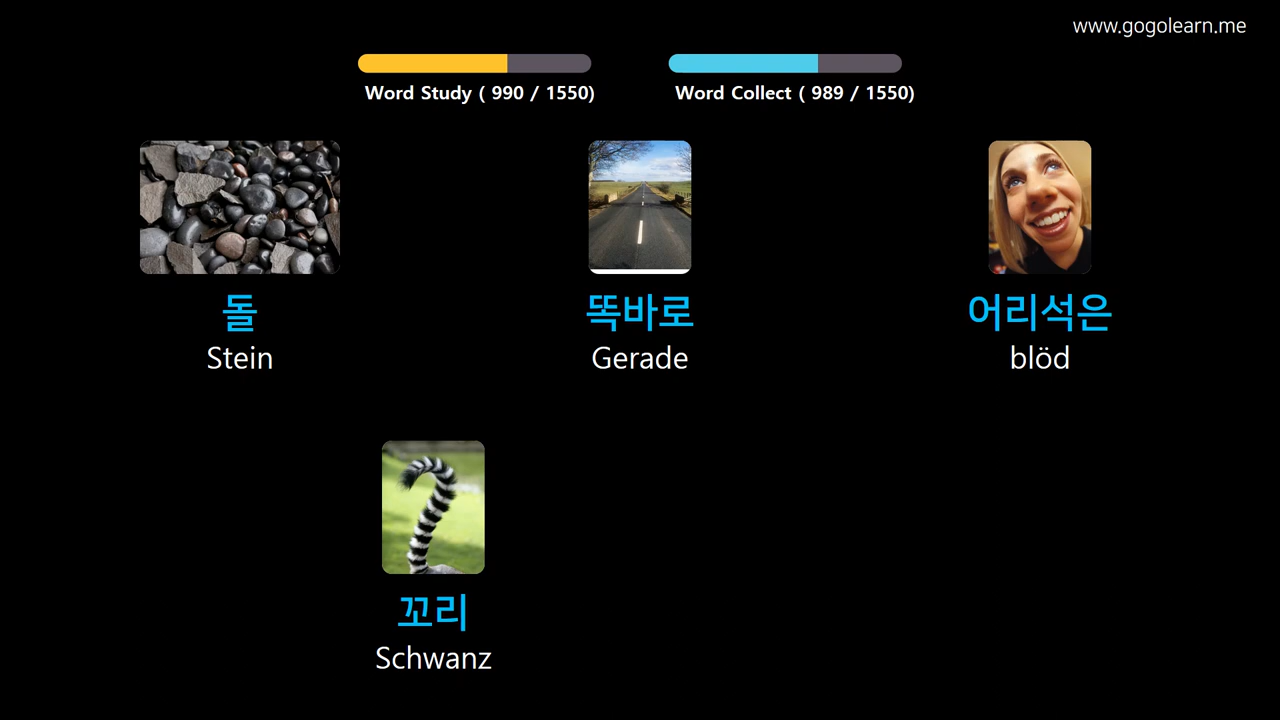 www.gogolearn.me
Word Study ( 990 / 1550)
Word Collect ( 989 / 1550)
돌
Stein
똑바로
Gerade
어리석은
blöd
꼬리
Schwanz